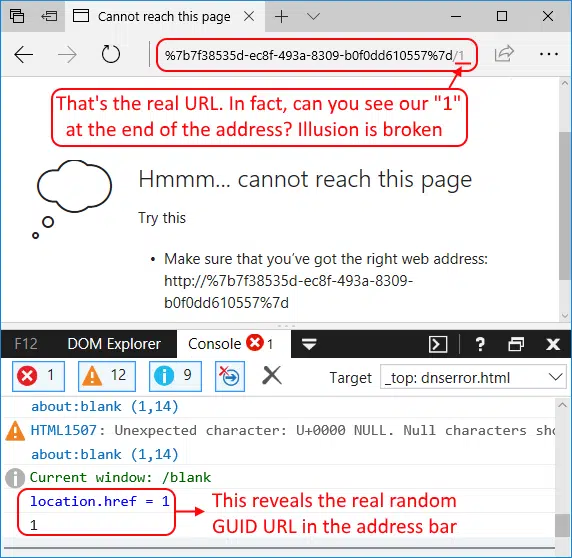 Cannot reach this page
%7b7f38535d-ec8f-493a-8309-b0f0dd610557%7d/1
That's the real URL. In fact, can you see our "1"
at the end of the address? Illusion is broken
Hmmm... cannot reach this page
Try this
• Make sure that you've got the right web address:
http://%7b7f38535d-ec8f-493a-8309-
b0f0dd610557%7d
F12 DOM Explorer Console 1 ?
1 12 9 Target _top: dnserror.html
about:blank (1,14)
HTML1507: Unexpected character: U+0000 NULL. Null characters sho
about:blank (1,14)
Current window: /blank
location.href = 1
1
This reveals the real random
GUID URL in the address bar